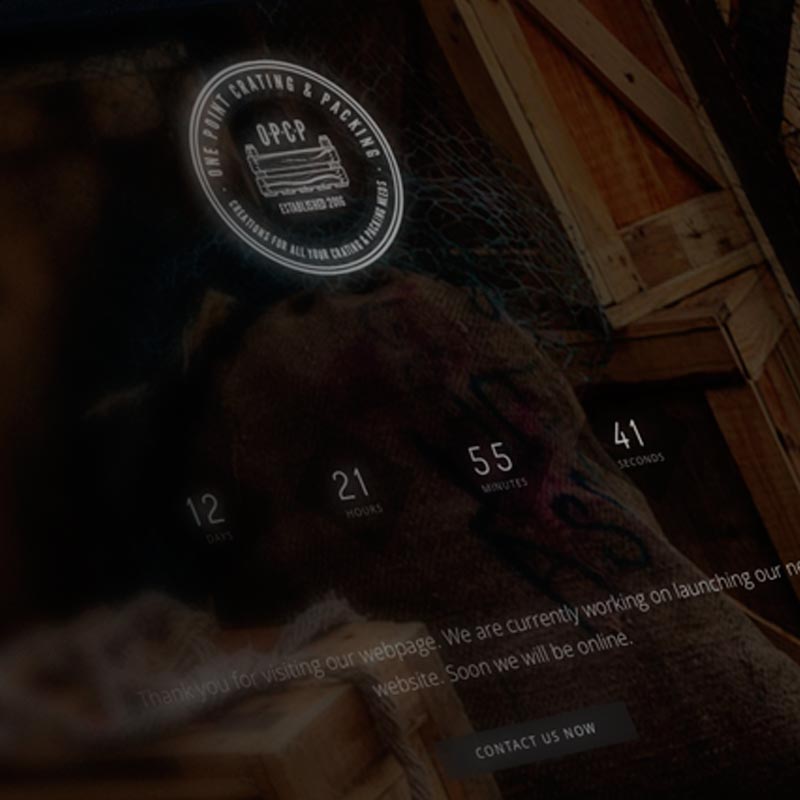 · ONE POINT CRATING & PACKING ·
OPCP
ESTABLISHED 2016
CREATIONS FOR ALL YOUR CRATING & PACKING NEEDS
12 21 55 41
DAYS HOURS MINUTES SECONDS
Thank you for visiting our webpage. We are currently working on launching our ne
website. Soon we will be online.
CONTACT US NOW